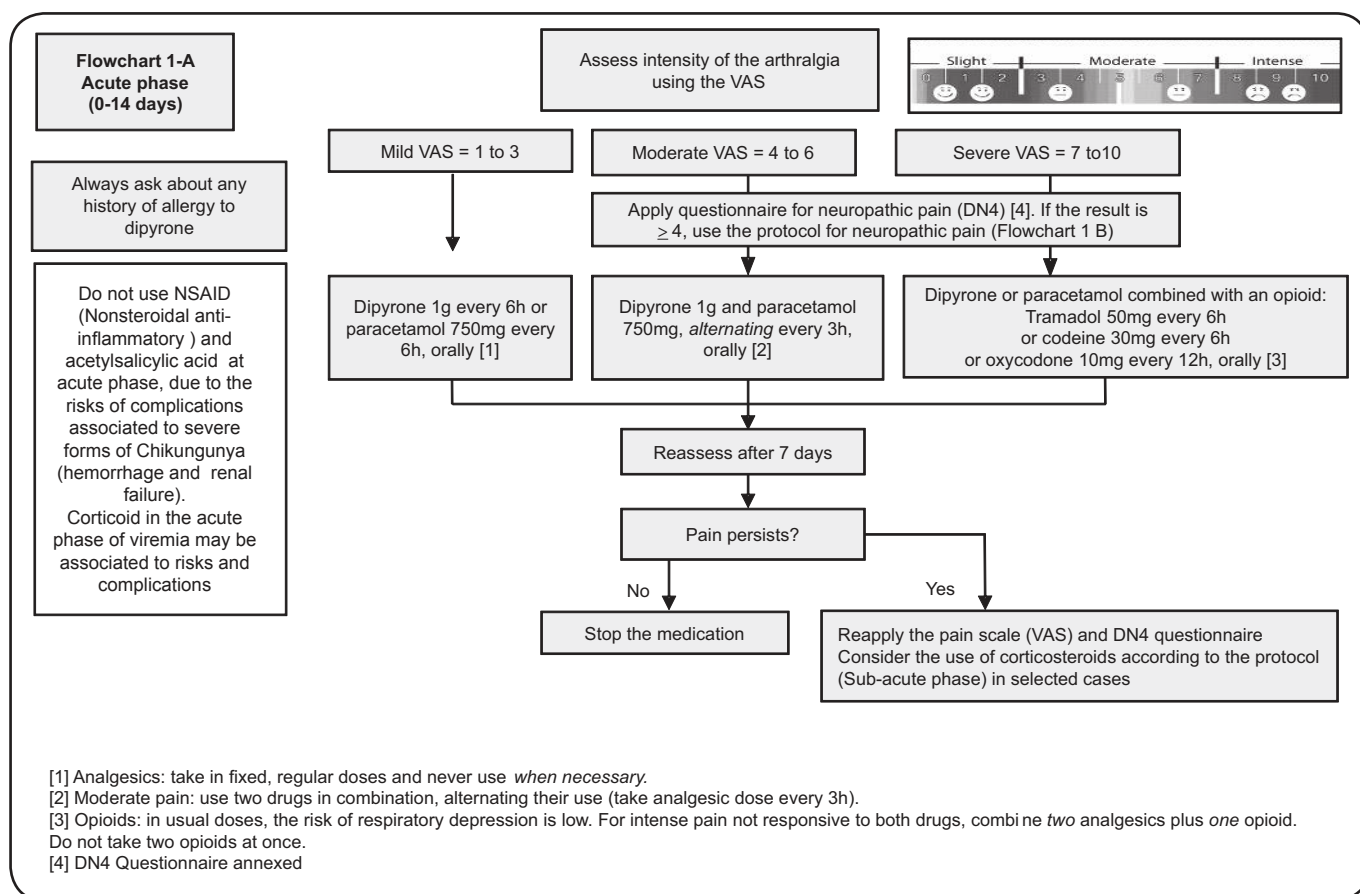 Flowchart 1-A
Acute phase
(0-14 days)
Assess intensity of the arthralgia
using the VAS
Slight Moderate Intense
0 1 2 3 4 5 6 7 8 9 10
Always ask about any
history of allergy to
dipyrone
Do not use NSAID
(Nonsteroidal anti-
inflammatory ) and
acetylsalicylic acid at
acute phase, due to the
risks of complications
associated to severe
forms of Chikungunya
(hemorrhage and renal
failure).
Corticoid in the acute
phase of viremia may be
associated to risks and
complications
Mild VAS = 1 to 3
Moderate VAS = 4 to 6
Severe VAS = 7 to10
Apply questionnaire for neuropathic pain (DN4) [4]. If the result is
≥ 4, use the protocol for neuropathic pain (Flowchart 1 B)
Dipyrone 1g every 6h or
paracetamol 750mg every
6h, orally [1]
Dipyrone 1g and paracetamol
750mg, alternating every 3h,
orally [2]
Dipyrone or paracetamol combined with an opioid:
Tramadol 50mg every 6h
or codeine 30mg every 6h
or oxycodone 10mg every 12h, orally [3]
Reassess after 7 days
Pain persists?
No
Yes
Stop the medication
Reapply the pain scale (VAS) and DN4 questionnaire
Consider the use of corticosteroids according to the protocol
(Sub-acute phase) in selected cases
[1] Analgesics: take in fixed, regular doses and never use when necessary.
[2] Moderate pain: use two drugs in combination, alternating their use (take analgesic dose every 3h).
[3] Opioids: in usual doses, the risk of respiratory depression is low. For intense pain not responsive to both drugs, combine two analgesics plus one opioid.
Do not take two opioids at once.
[4] DN4 Questionnaire annexed